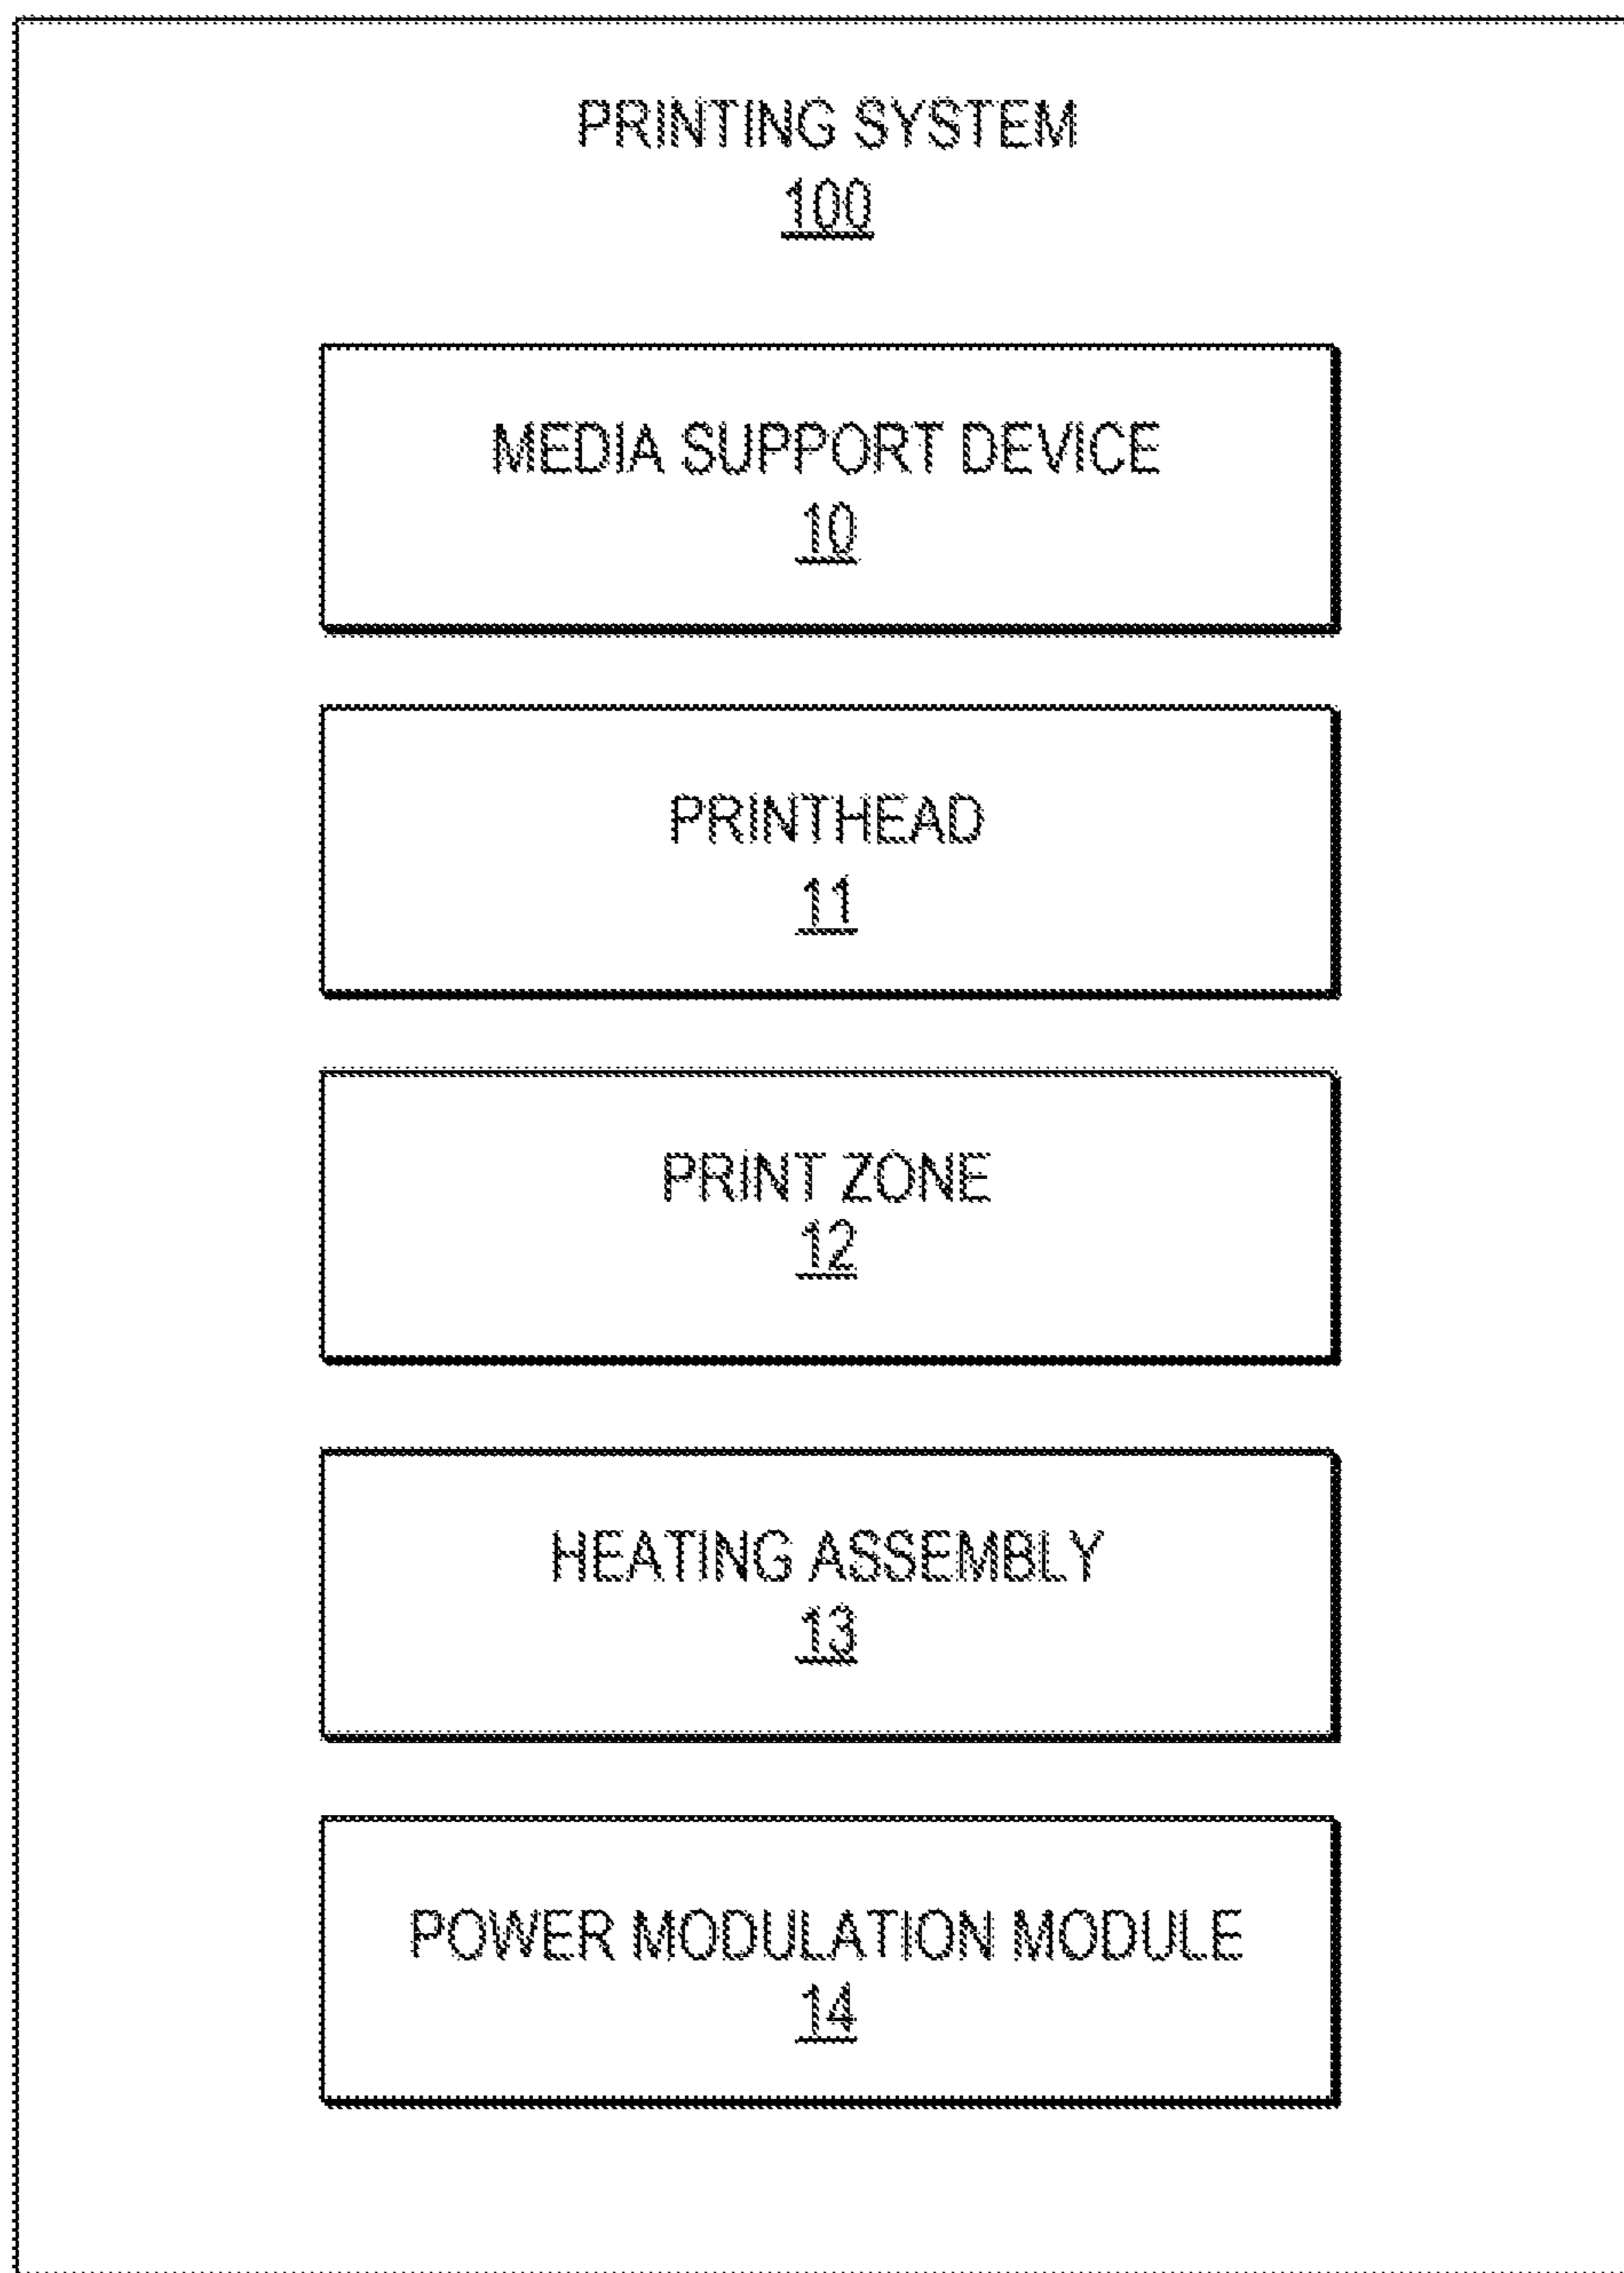 PRINTING SYSTEM
100
MEDIA SUPPORT DEVICE
10
PRINTHEAD
11
PRINT ZONE
12
HEATING ASSEMBLY
13
POWER MODULATION MODULE
14